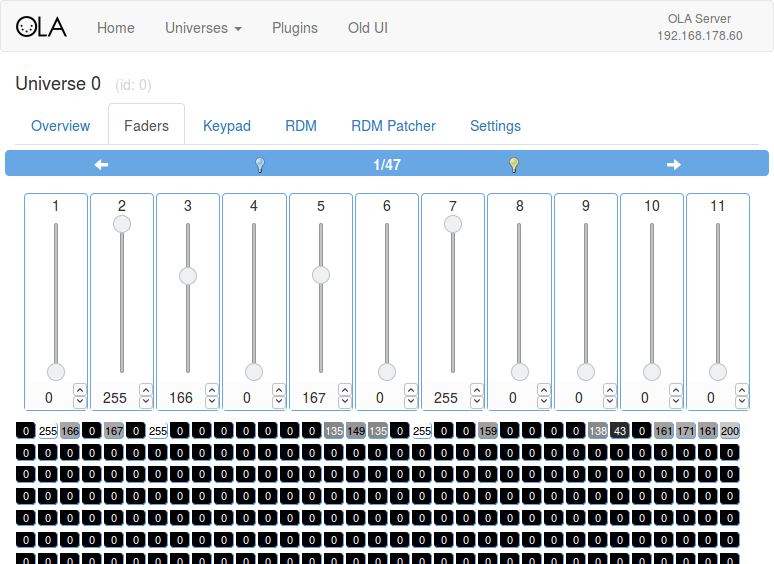 OLA Home Universes Plugins Old UI OLA Server
192.168.178.60
Universe 0 (id: 0)
Overview Faders Keypad RDM RDM Patcher Settings
1/47
1 2 3 4 5 6 7 8 9 10 11
0 255 166 0 167 0 255 0 0 0 0
0 255 166 0 167 0 255 0 0 0 0 0 0 0 135 149 135 0 255 0 0 159 0 0 0 0 138 43 0 161 171 161 200
0 0 0 0 0 0 0 0 0 0 0 0 0 0 0 0 0 0 0 0 0 0 0 0 0 0 0 0 0 0 0 0 0
0 0 0 0 0 0 0 0 0 0 0 0 0 0 0 0 0 0 0 0 0 0 0 0 0 0 0 0 0 0 0 0 0
0 0 0 0 0 0 0 0 0 0 0 0 0 0 0 0 0 0 0 0 0 0 0 0 0 0 0 0 0 0 0 0 0
0 0 0 0 0 0 0 0 0 0 0 0 0 0 0 0 0 0 0 0 0 0 0 0 0 0 0 0 0 0 0 0 0
0 0 0 0 0 0 0 0 0 0 0 0 0 0 0 0 0 0 0 0 0 0 0 0 0 0 0 0 0 0 0 0 0
0 0 0 0 0 0 0 0 0 0 0 0 0 0 0 0 0 0 0 0 0 0 0 0 0 0 0 0 0 0 0 0 0